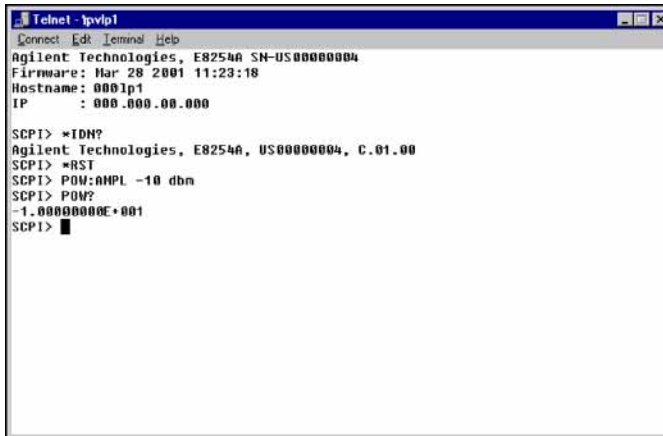 Telnet - tpvlp1
Connect Edit Terminal Help
Agilent Technologies, E8254A SN-US00000004
Firmware: Mar 28 2001 11:23:18
Hostname: 000lp1
IP : 000.000.00.000
SCPI> *IDN?
Agilent Technologies, E8254A, US00000004, C.01.00
SCPI> *RST
SCPI> POW:AMPL -10 dbm
SCPI> POW?
-1.00000000E+001
SCPI>